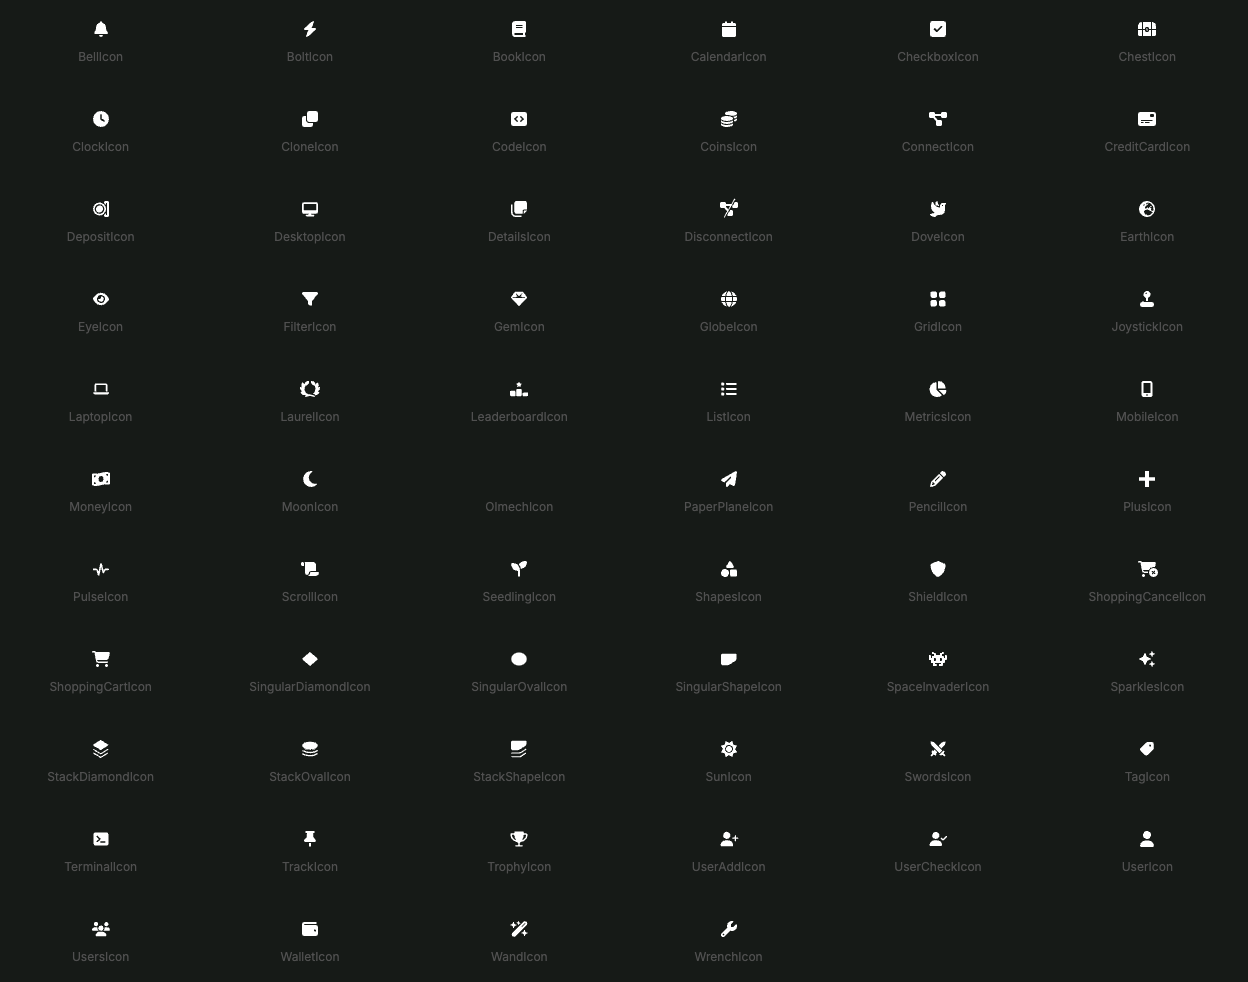 BellIcon
BoltIcon
BookIcon
CalendarIcon
CheckboxIcon
ChestIcon
ClockIcon
CloneIcon
CodeIcon
CoinsIcon
ConnectIcon
CreditCardIcon
DepositIcon
DesktopIcon
DetailsIcon
DisconnectIcon
DoveIcon
EarthIcon
EyeIcon
FilterIcon
GemIcon
GlobeIcon
GridIcon
JoystickIcon
LaptopIcon
LaurelIcon
LeaderboardIcon
ListIcon
MetricsIcon
MobileIcon
MoneyIcon
MoonIcon
OlmechIcon
PaperPlaneIcon
PencilIcon
PlusIcon
PulseIcon
ScrollIcon
SeedlingIcon
ShapesIcon
ShieldIcon
ShoppingCancelIcon
ShoppingCartIcon
SingularDiamondIcon
SingularOvalIcon
SingularShapeIcon
SpaceInvaderIcon
SparklesIcon
StackDiamondIcon
StackOvalIcon
StackShapeIcon
SunIcon
SwordsIcon
TagIcon
TerminalIcon
TrackIcon
TrophyIcon
UserAddIcon
UserCheckIcon
UserIcon
UsersIcon
WalletIcon
WandIcon
WrenchIcon